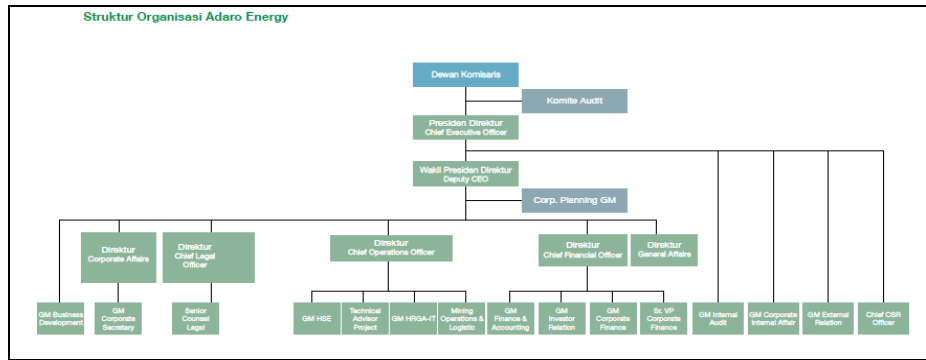 Struktur Organisasi Adaro Energy
Dewan Komisaris
Komite Audit
Presiden Direktur
Chief Executive Officer
Wakil Presiden Direktur
Deputy CEO
Corp. Planning GM
Direktur
Corporate Affairs
Direktur
Chief Legal
Officer
Direktur
Chief Operations Officer
Direktur
Chief Financial Officer
Direktur
General Affairs
GM Business
Development
GM
Corporate
Secretary
Senior
Counsel
Legal
GM HSE
Technical
Advisor
Project
GM HRGA-IT
Mining
Operations &
Logistic
GM
Finance &
Accounting
GM
Investor
Relation
GM
Corporate
Finance
Sr. VP
Corporate
Finance
GM Internal
Audit
GM Corporate
Internal Affair
GM External
Relation
Chief CSR
Officer